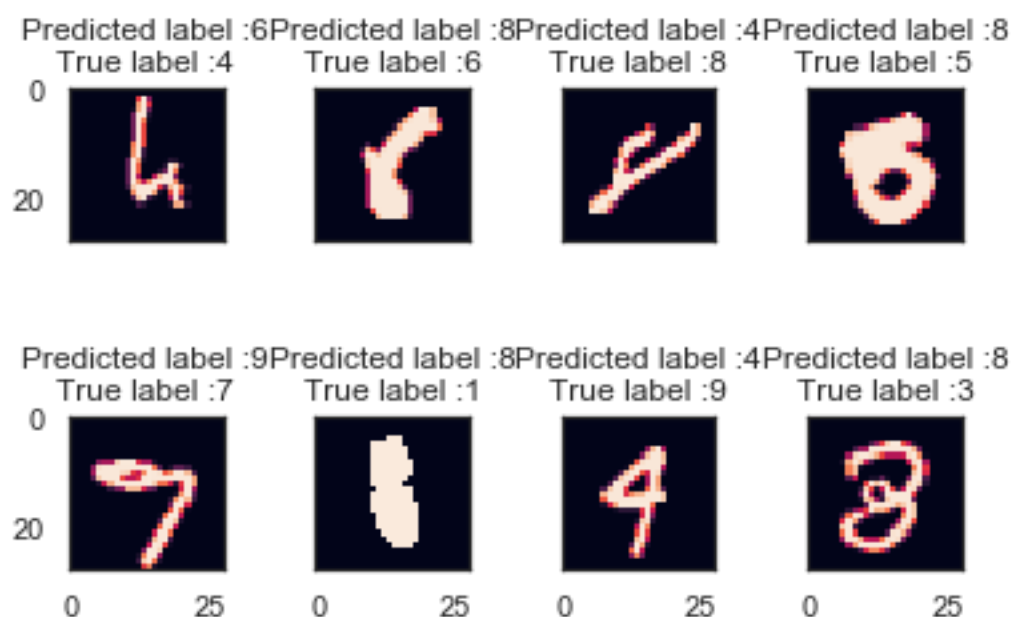 Predicted label :6Predicted label :8Predicted label :4Predicted label :8
True label :4 True label :6 True label :8 True label :5
0
20
Predicted label :9Predicted label :8Predicted label :4Predicted label :8
True label :7 True label :1 True label :9 True label :3
0
20
0 25 0 25 0 25 0 25